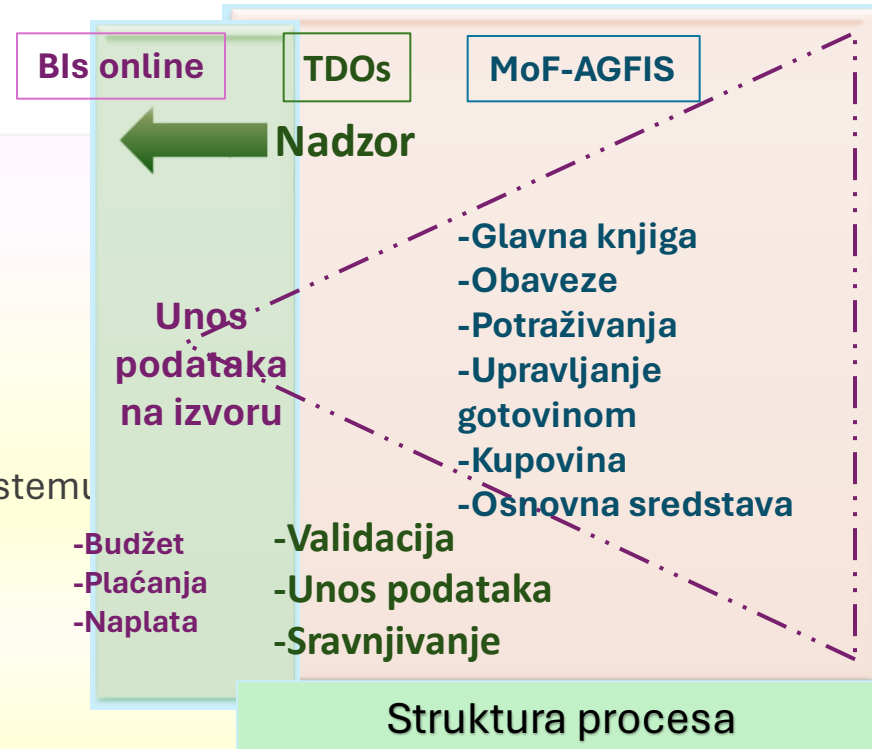 BIs online
TDOs
MoF-AGFIS
Nadzor
-Glavna knjiga
-Obaveze
-Potraživanja
-Upravljanje
gotovinom
-Kupovina
-Osnovna sredstava
Unos
podataka
na izvoru
stemu
-Budžet
-Plaćanja
-Naplata
-Validacija
-Unos podataka
-Sravnjivanje
Struktura procesa